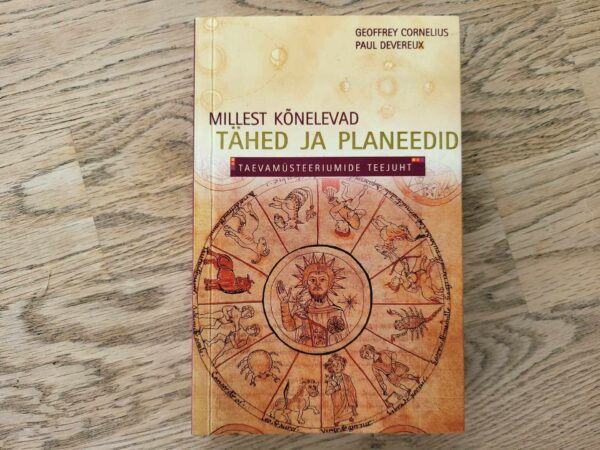 GEOFFREY CORNELIUS
PAUL DEVEREUX
MILLEST KÕNELEVAD
TÄHED JA PLANEEDID
TAEVAMÜSTEERIUMIDE TEEJUHT